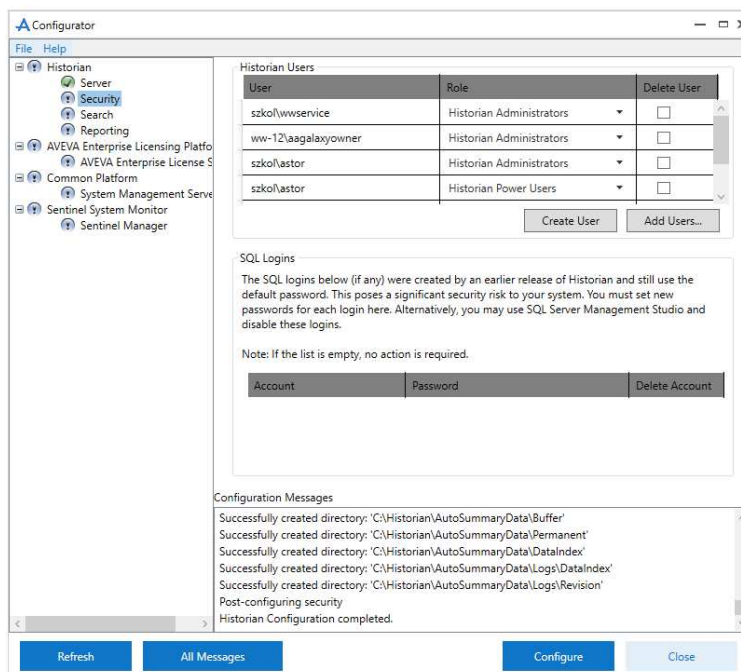 Configurator
File Help
Historian
Server
Security
Search
Reporting
AVEVA Enterprise Licensing Platfo
AVEVA Enterprise License S
Common Platform
System Management Serve
Sentinel System Monitor
Sentinel Manager
Historian Users
User Role Delete User
szkol\wwservice Historian Administrators
ww-12\aagalaxyowner Historian Administrators
szkol\astor Historian Administrators
szkol\astor Historian Power Users
Create User Add Users...
SQL Logins
The SQL logins below (if any) were created by an earlier release of Historian and still use the
default password. This poses a significant security risk to your system. You must set new
passwords for each login here. Alternatively, you may use SQL Server Management Studio and
disable these logins.
Note: If the list is empty, no action is required.
Account Password Delete Account
Configuration Messages
Successfully created directory: 'C:\Historian\AutoSummaryData\Buffer'
Successfully created directory: 'C:\Historian\AutoSummaryData\Permanent'
Successfully created directory: 'C:\Historian\AutoSummaryData\DataIndex'
Successfully created directory: 'C:\Historian\AutoSummaryData\Logs\DataIndex'
Successfully created directory: 'C:\Historian\AutoSummaryData\Logs\Revision'
Post-configuring security
Historian Configuration completed.
Refresh All Messages Configure Close